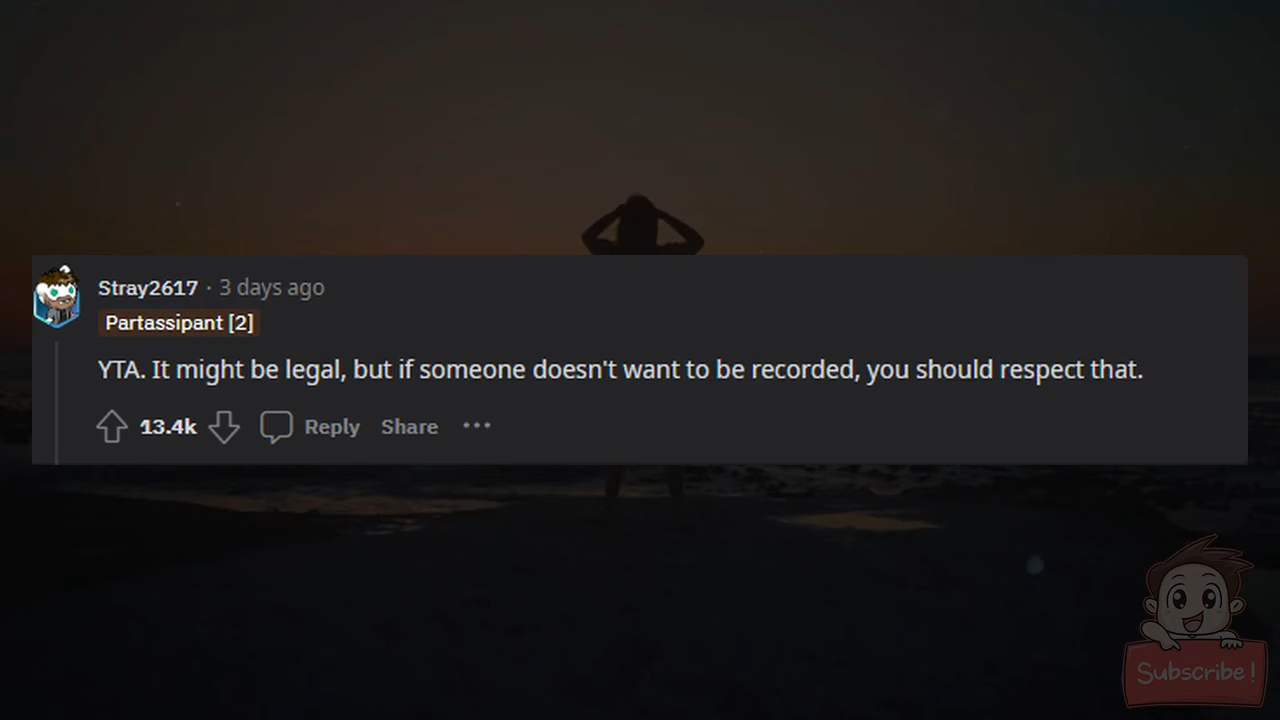 Stray2617 · 3 days ago
Partassipant [2]
YTA. It might be legal, but if someone doesn't want to be recorded, you should respect that.
13.4k Reply Share ···
Subscribe!